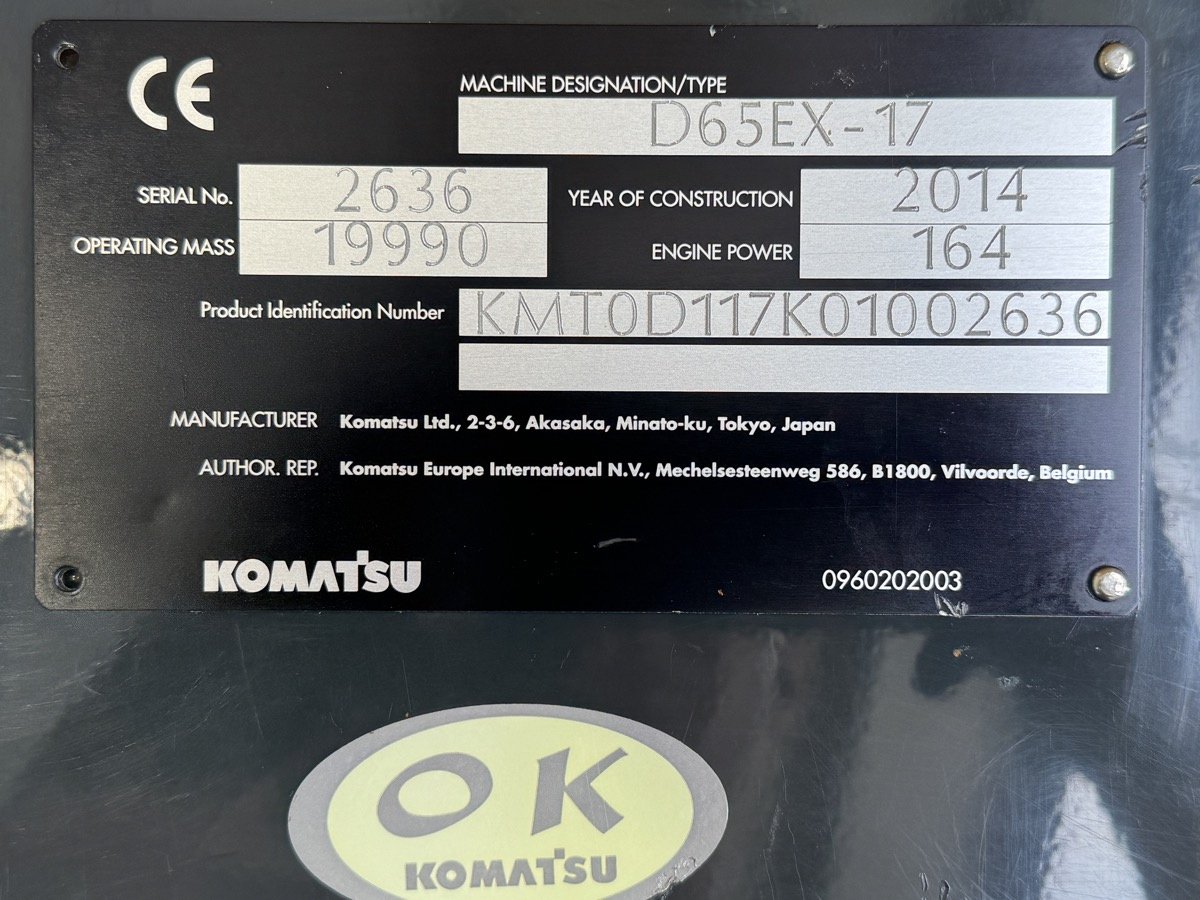 CE
MACHINE DESIGNATION/TYPE
D65EX-17
SERIAL No. 2636 YEAR OF CONSTRUCTION 2014
OPERATING MASS 19990 ENGINE POWER 164
Product Identification Number KMT0D117K01002636
MANUFACTURER Komatsu Ltd., 2-3-6, Akasaka, Minato-ku, Tokyo, Japan
AUTHOR. REP. Komatsu Europe International N.V., Mechelsesteenweg 586, B1800, Vilvoorde, Belgium
KOMATSU 0960202003
OK
KOMATSU